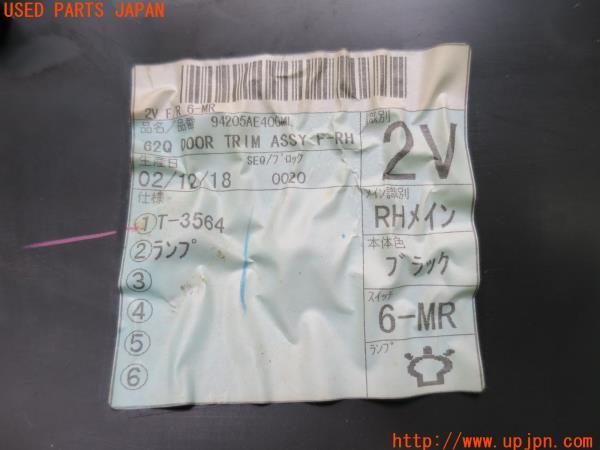 USED PARTS JAPAN
2V F R 6-MR
品名/品番 94205AE400ML
62Q DOOR TRIM ASSY F-RH
生産日 SEQ/ブロック
02/12/18 0020
仕様
①T-3564
②ランプ
③
④
⑤
⑥
識別
2V
メイン識別
RHメイン
本体色
ブラック
スイッチ
6-MR
ランプ
http://www.upjpn.com/